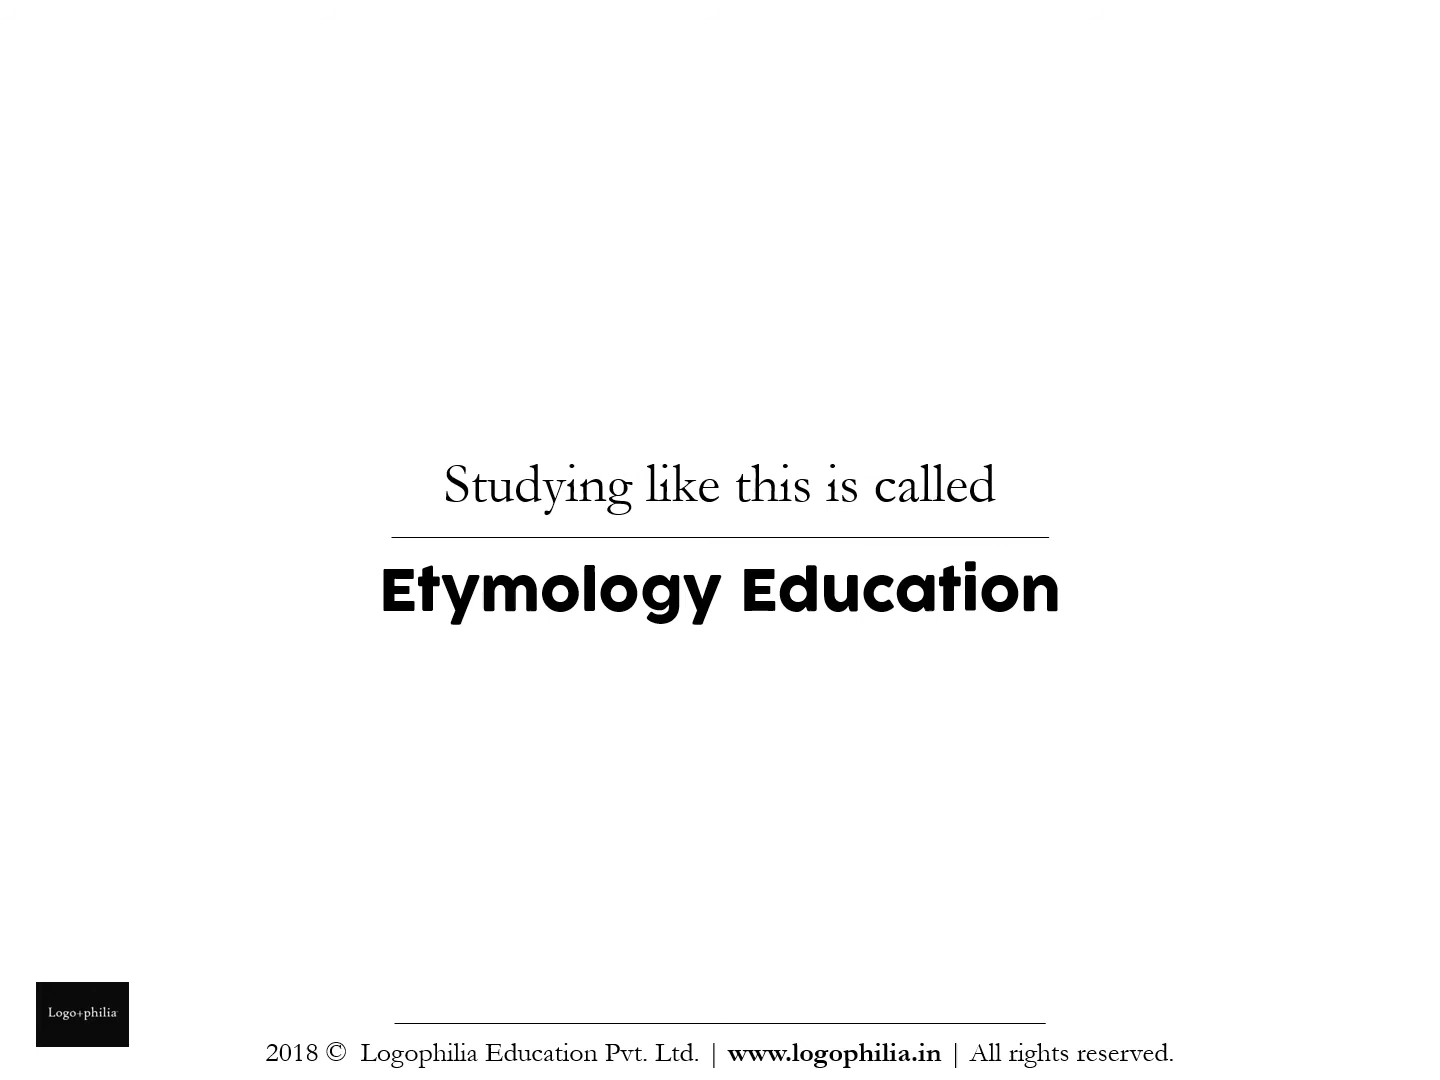 Studying like this is called
Etymology Education
Logo+philia
2018 © Logophilia Education Pvt. Ltd. | www.logophilia.in | All rights reserved.